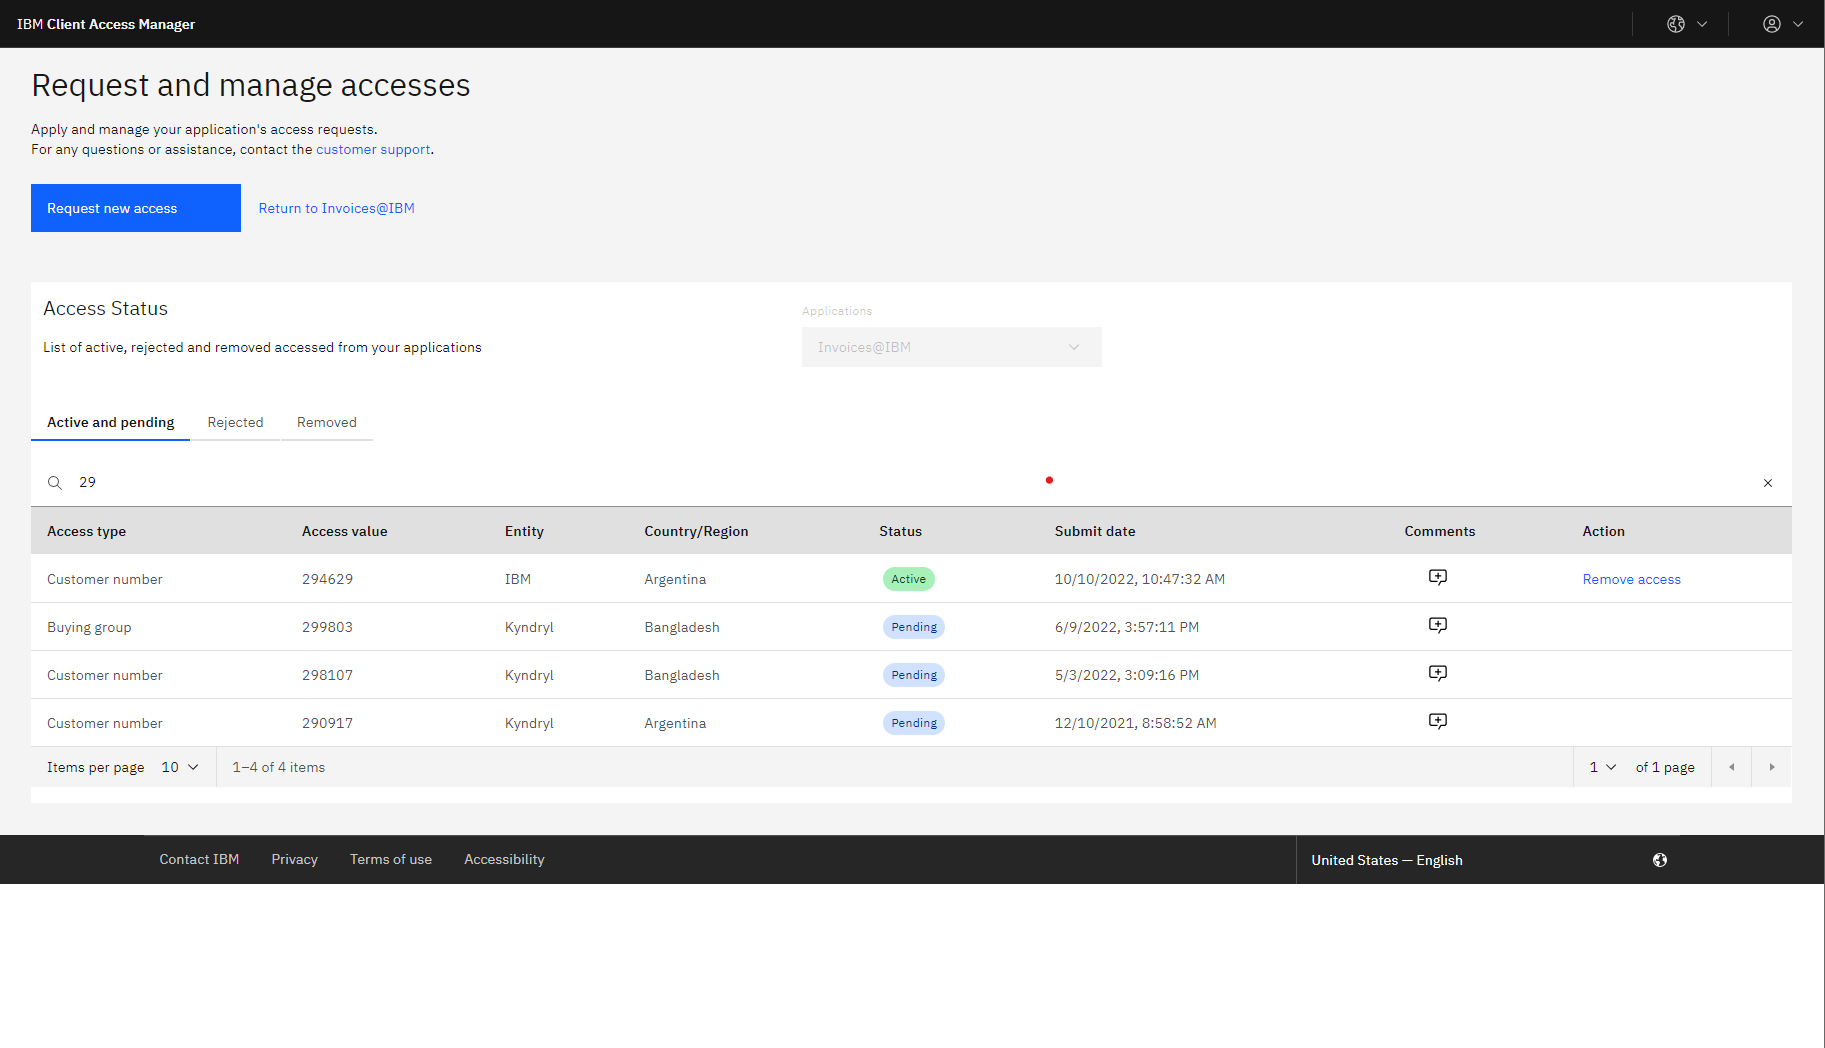 IBM Client Access Manager
Request and manage accesses
Apply and manage your application's access requests.
For any questions or assistance, contact the customer support.
Request new access
Return to Invoices@IBM
Access Status
Applications
List of active, rejected and removed accessed from your applications
Invoices@IBM
Active and pending Rejected Removed
29
Access type Access value Entity Country/Region Status Submit date Comments Action
Customer number 294629 IBM Argentina Active 10/10/2022, 10:47:32 AM Remove access
Buying group 299803 Kyndryl Bangladesh Pending 6/9/2022, 3:57:11 PM
Customer number 298107 Kyndryl Bangladesh Pending 5/3/2022, 3:09:16 PM
Customer number 290917 Kyndryl Argentina Pending 12/10/2021, 8:58:52 AM
Items per page 10 1–4 of 4 items 1 of 1 page
Contact IBM Privacy Terms of use Accessibility United States — English